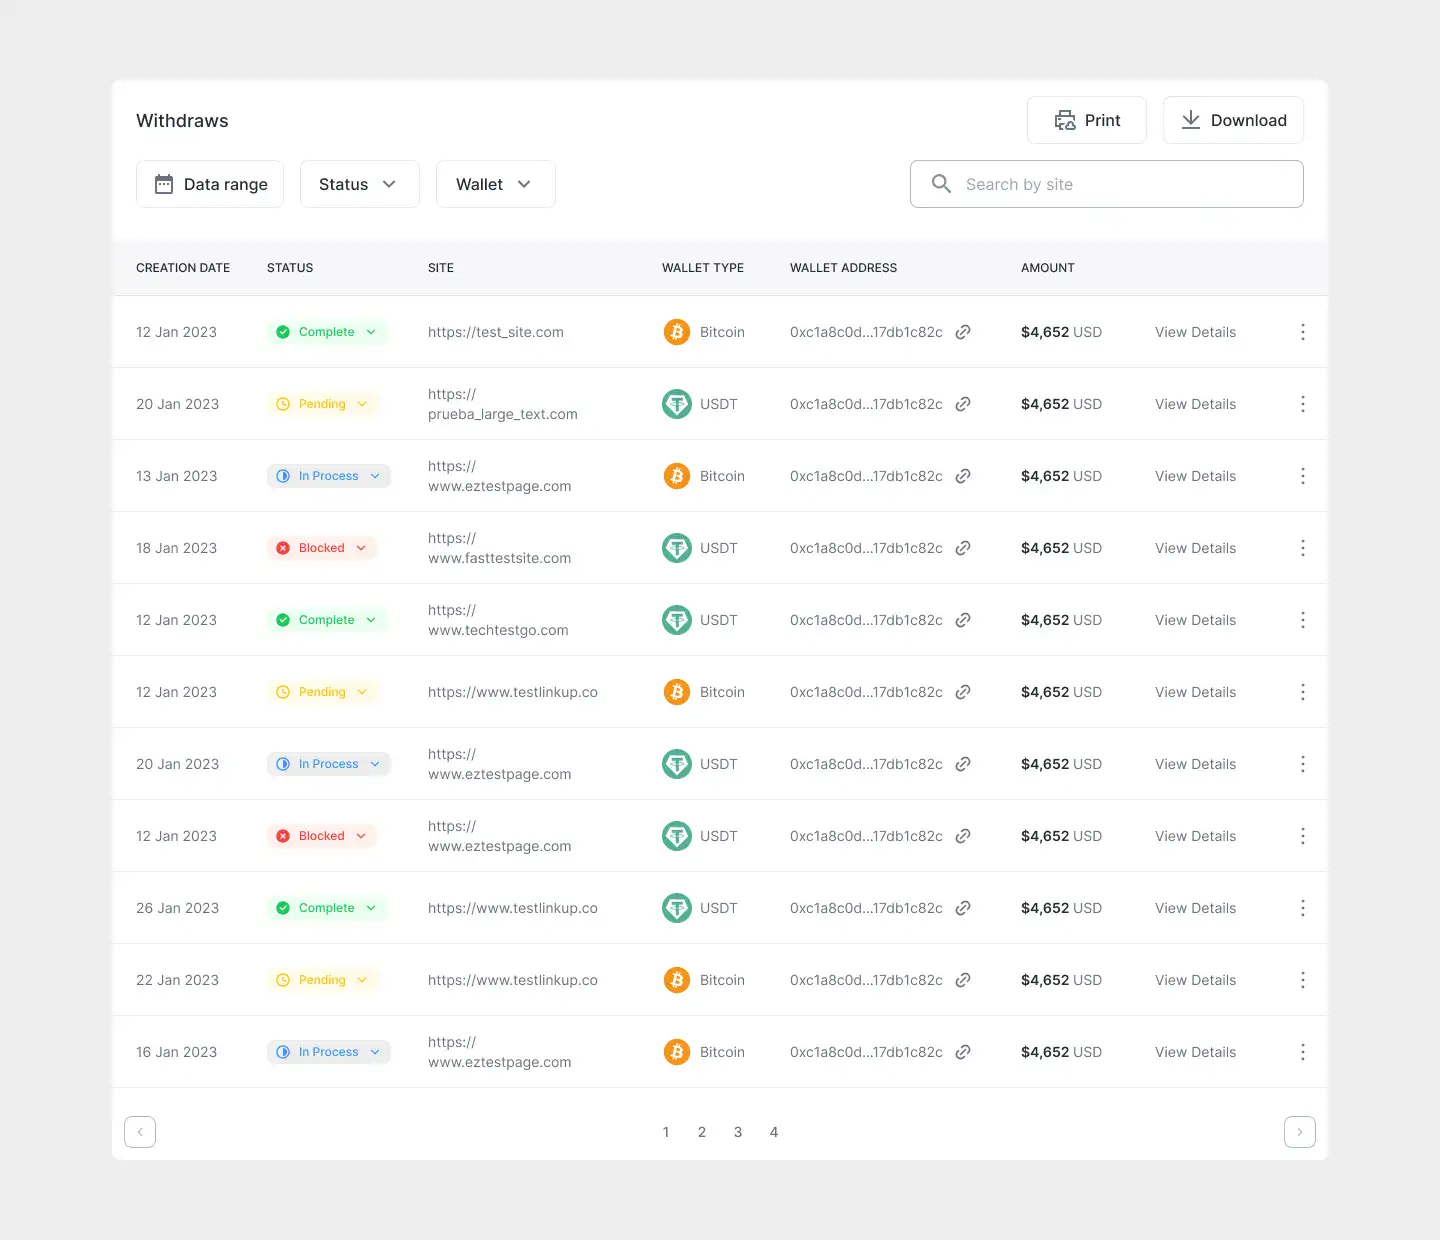 Withdraws
Print
Download
Data range
Status
Wallet
Search by site
CREATION DATE STATUS SITE WALLET TYPE WALLET ADDRESS AMOUNT
12 Jan 2023 Complete https://test_site.com Bitcoin 0xc1a8c0d...17db1c82c $4,652 USD View Details
20 Jan 2023 Pending https://
prueba_large_text.com USDT 0xc1a8c0d...17db1c82c $4,652 USD View Details
13 Jan 2023 In Process https://
www.eztestpage.com Bitcoin 0xc1a8c0d...17db1c82c $4,652 USD View Details
18 Jan 2023 Blocked https://
www.fasttestsite.com USDT 0xc1a8c0d...17db1c82c $4,652 USD View Details
12 Jan 2023 Complete https://
www.techtestgo.com USDT 0xc1a8c0d...17db1c82c $4,652 USD View Details
12 Jan 2023 Pending https://www.testlinkup.co Bitcoin 0xc1a8c0d...17db1c82c $4,652 USD View Details
20 Jan 2023 In Process https://
www.eztestpage.com USDT 0xc1a8c0d...17db1c82c $4,652 USD View Details
12 Jan 2023 Blocked https://
www.eztestpage.com USDT 0xc1a8c0d...17db1c82c $4,652 USD View Details
26 Jan 2023 Complete https://www.testlinkup.co USDT 0xc1a8c0d...17db1c82c $4,652 USD View Details
22 Jan 2023 Pending https://www.testlinkup.co Bitcoin 0xc1a8c0d...17db1c82c $4,652 USD View Details
16 Jan 2023 In Process https://
www.eztestpage.com Bitcoin 0xc1a8c0d...17db1c82c $4,652 USD View Details
1 2 3 4